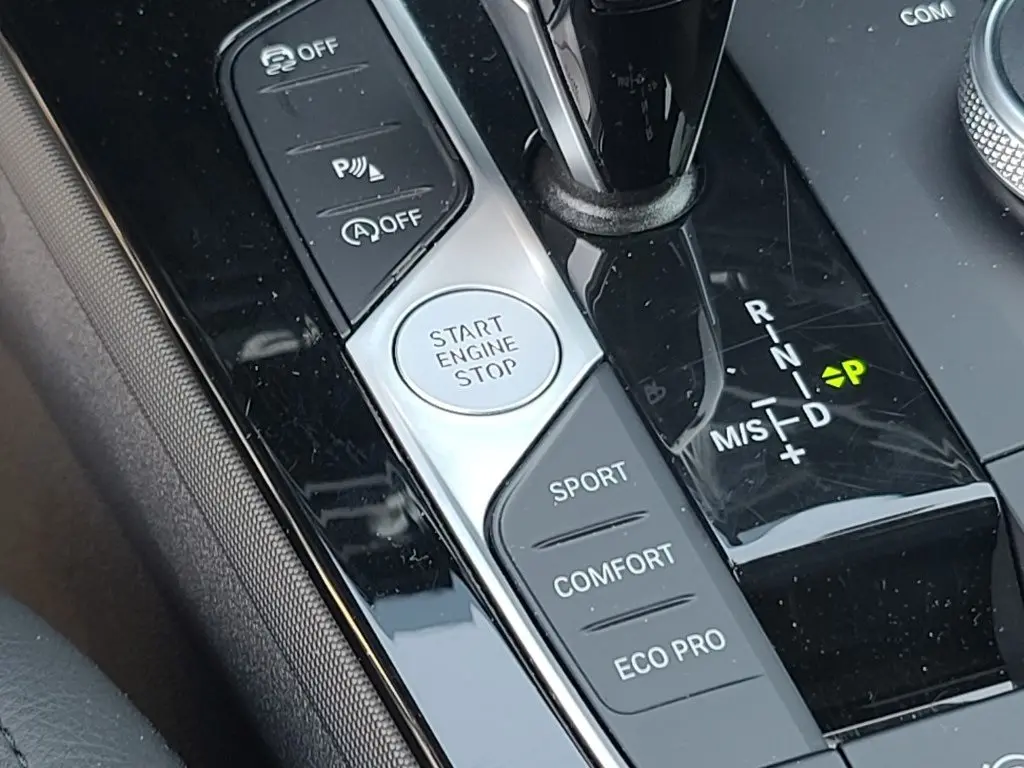 OFF
COM
P
A OFF
START
ENGINE
STOP
R
N
P
D
M/S
-
+
SPORT
COMFORT
ECO PRO